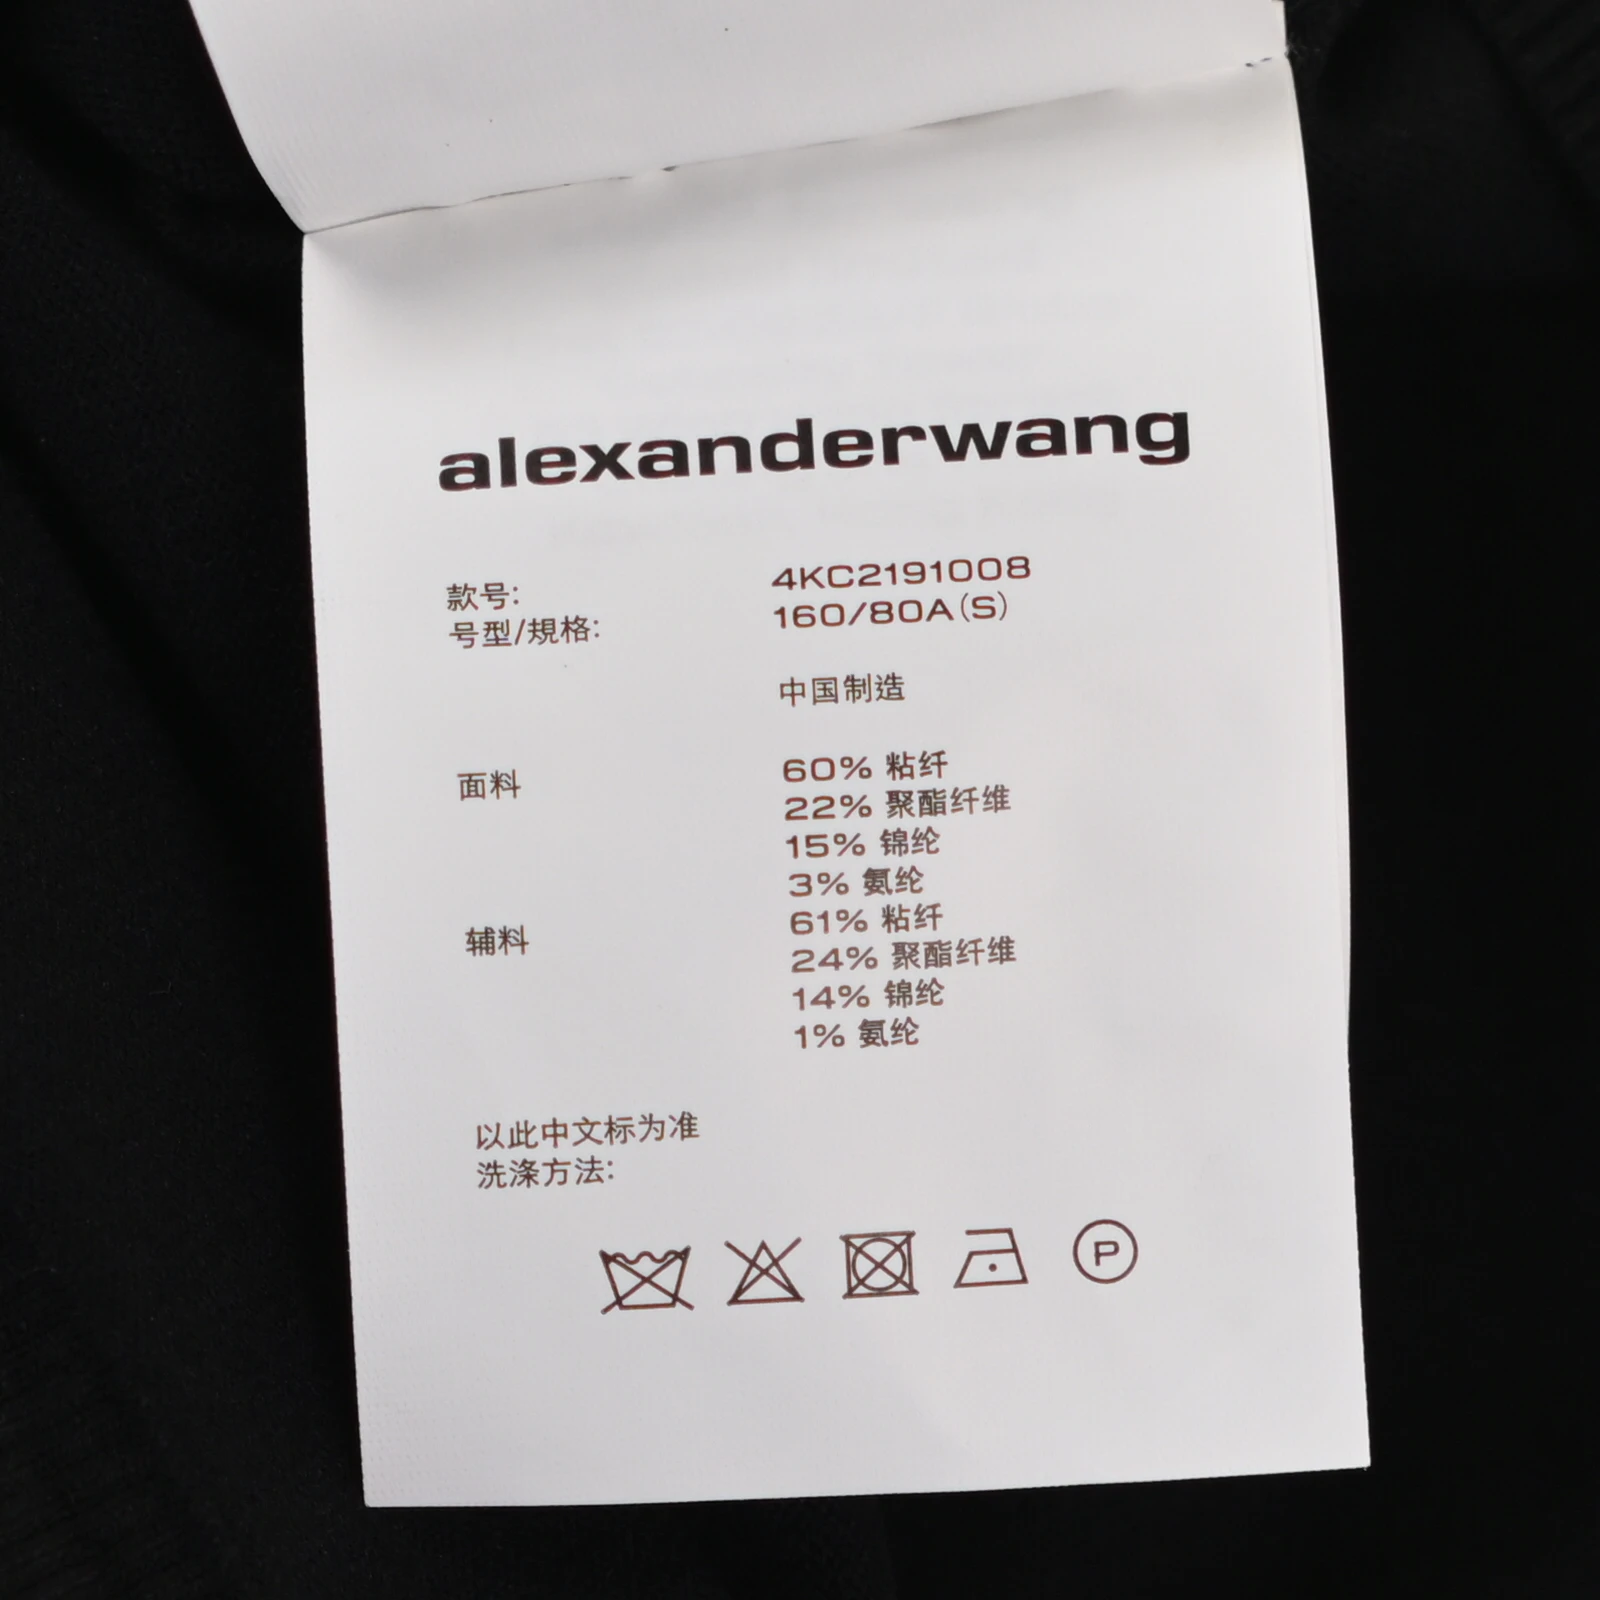 alexanderwang
款号: 4KC2191008
号型/規格: 160/80A(S)
中国制造
面料 60% 粘纤
22% 聚酯纤维
15% 锦纶
3% 氨纶
辅料 61% 粘纤
24% 聚酯纤维
14% 锦纶
1% 氨纶
以此中文标为准
洗涤方法:
P